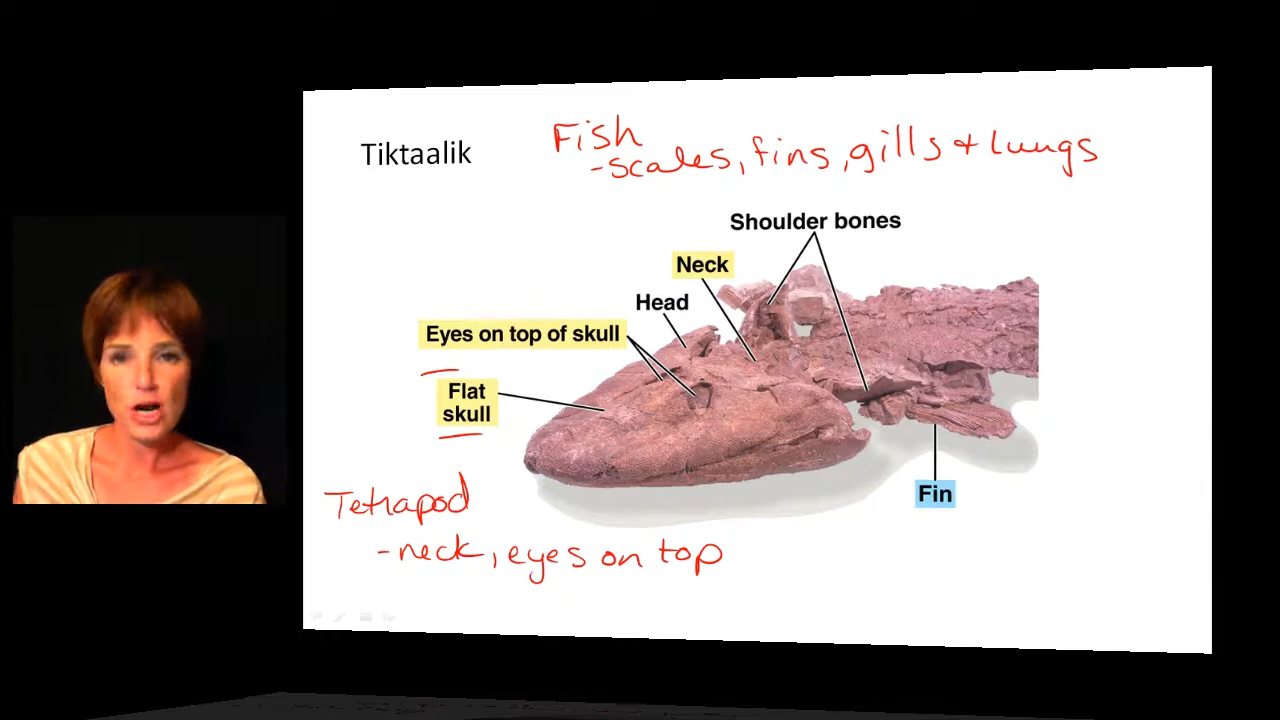 Tiktaalik
Fish
-scales, fins, gills + lungs
Shoulder bones
Neck
Head
Eyes on top of skull
Flat
skull
Fin
Tetrapod
-neck, eyes on top